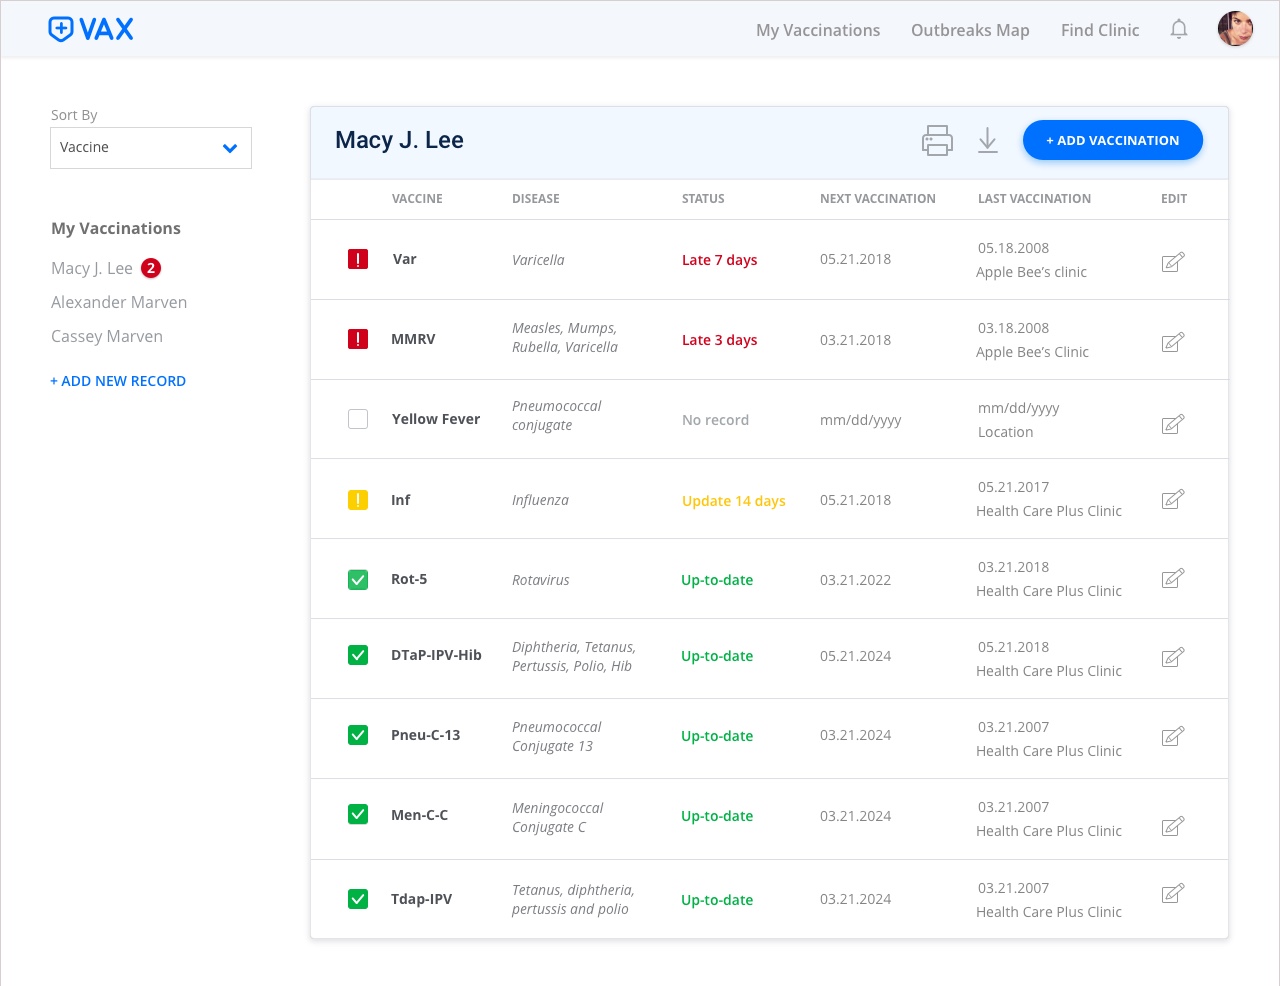 VAX
My Vaccinations Outbreaks Map Find Clinic
Sort By
Vaccine
My Vaccinations
Macy J. Lee 2
Alexander Marven
Cassey Marven
+ ADD NEW RECORD
Macy J. Lee
+ ADD VACCINATION
VACCINE DISEASE STATUS NEXT VACCINATION LAST VACCINATION EDIT
! Var Varicella Late 7 days 05.21.2018 05.18.2008
Apple Bee’s clinic
! MMRV Measles, Mumps, Late 3 days 03.21.2018 03.18.2008
Rubella, Varicella Apple Bee’s Clinic
Yellow Fever Pneumococcal No record mm/dd/yyyy mm/dd/yyyy
conjugate Location
! Inf Influenza Update 14 days 05.21.2018 05.21.2017
Health Care Plus Clinic
Rot-5 Rotavirus Up-to-date 03.21.2022 03.21.2018
Health Care Plus Clinic
DTaP-IPV-Hib Diphtheria, Tetanus, Up-to-date 05.21.2024 05.21.2018
Pertussis, Polio, Hib Health Care Plus Clinic
Pneu-C-13 Pneumococcal Up-to-date 03.21.2024 03.21.2007
Conjugate 13 Health Care Plus Clinic
Men-C-C Meningococcal Up-to-date 03.21.2024 03.21.2007
Conjugate C Health Care Plus Clinic
Tdap-IPV Tetanus, diphtheria, Up-to-date 03.21.2024 03.21.2007
pertussis and polio Health Care Plus Clinic